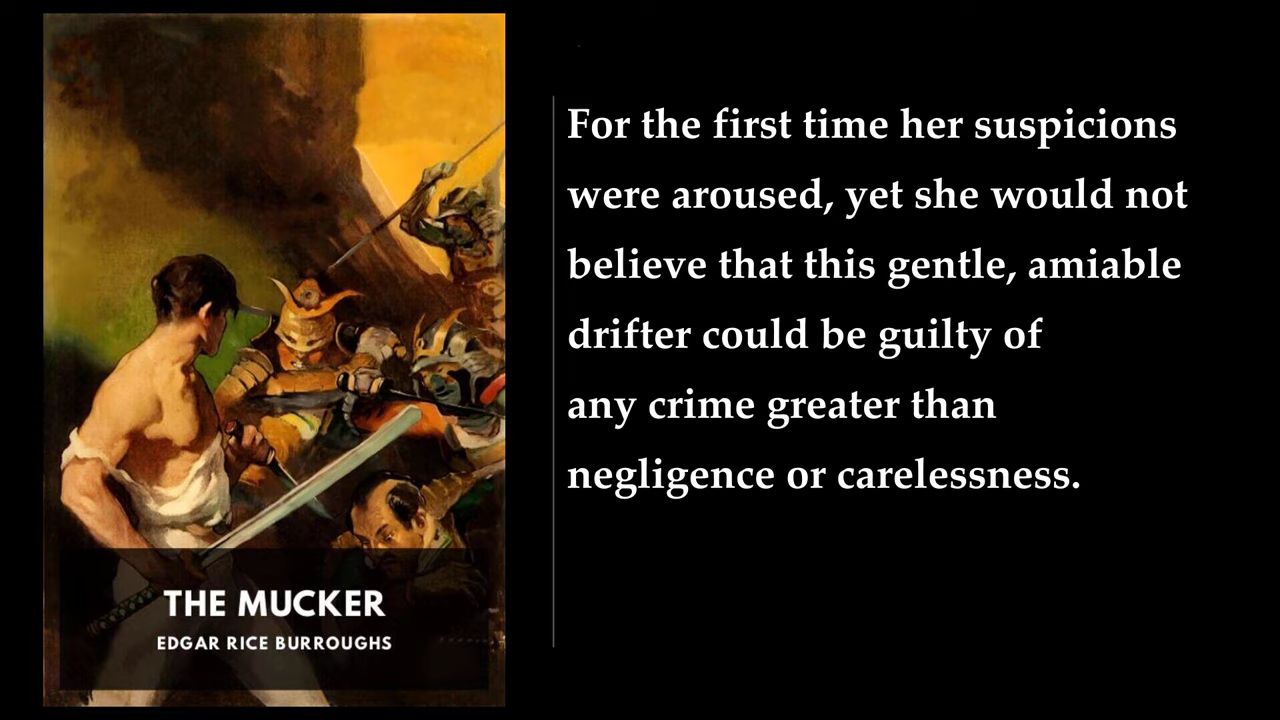 THE MUCKER
EDGAR RICE BURROUGHS
For the first time her suspicions
were aroused, yet she would not
believe that this gentle, amiable
drifter could be guilty of
any crime greater than
negligence or carelessness.